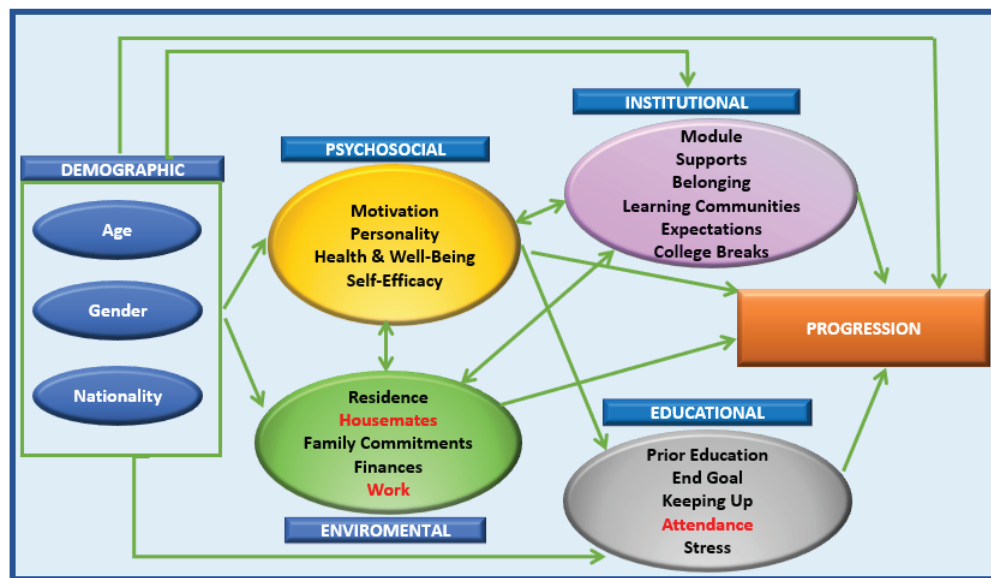 DEMOGRAPHIC
Age
Gender
Nationality
PSYCHOSOCIAL
Motivation
Personality
Health & Well-Being
Self-Efficacy
Residence
Housemates
Family Commitments
Finances
Work
ENVIROMENTAL
INSTITUTIONAL
Module
Supports
Belonging
Learning Communities
Expectations
College Breaks
EDUCATIONAL
Prior Education
End Goal
Keeping Up
Attendance
Stress
PROGRESSION